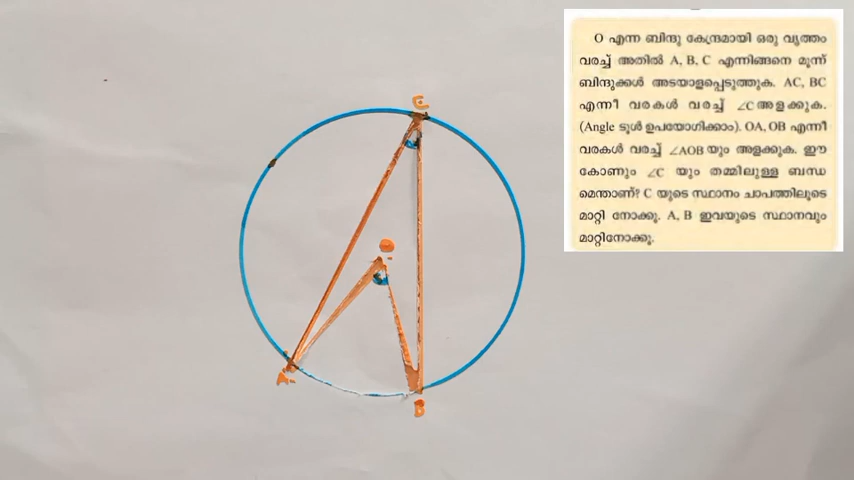 O എന്ന ബിന്ദു കേന്ദ്രമായി ഒരു വൃത്തം
വരച്ച് അതിൽ A, B, C എന്നിങ്ങനെ മൂന്ന്
ബിന്ദുക്കൾ അടയാളപ്പെടുത്തുക. AC, BC
എന്നീ വരകൾ വരച്ച് ∠C അളക്കുക.
(Angle ടൂൾ ഉപയോഗിക്കാം). OA, OB എന്നീ
വരകൾ വരച്ച് ∠AOB യും അളക്കുക. ഈ
കോണും ∠C യും തമ്മിലുള്ള ബന്ധ
മെന്താണ്? C യുടെ സ്ഥാനം ചാപത്തിലൂടെ
മാറ്റി നോക്കൂ. A, B ഇവയുടെ സ്ഥാനവും
മാറ്റിനോക്കൂ.
C
A
B